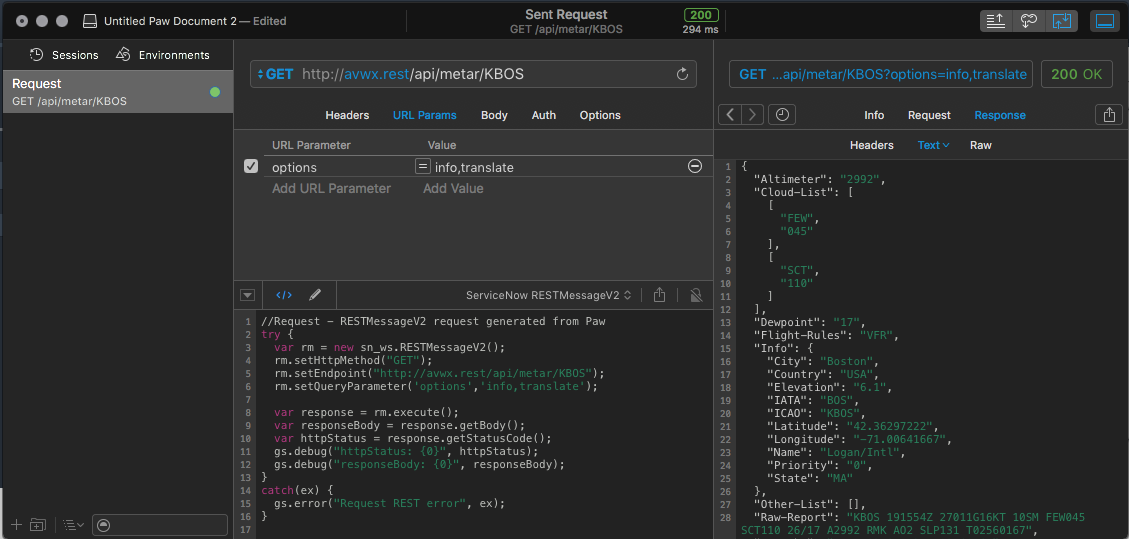 Untitled Paw Document 2 — Edited
Sent Request
GET /api/metar/KBOS
200
294 ms
Sessions
Environments
Request
GET /api/metar/KBOS
GET http://avwx.rest/api/metar/KBOS
Headers URL Params Body Auth Options
URL Parameter Value
options = info,translate
Add URL Parameter Add Value
</> ServiceNow RESTMessageV2
1 //Request - RESTMessageV2 request generated from Paw
2 try {
3 var rm = new sn_ws.RESTMessageV2();
4 rm.setHttpMethod("GET");
5 rm.setEndpoint("http://avwx.rest/api/metar/KBOS");
6 rm.setQueryParameter('options','info,translate');
7
8 var response = rm.execute();
9 var responseBody = response.getBody();
10 var httpStatus = response.getStatusCode();
11 gs.debug("httpStatus: {0}", httpStatus);
12 gs.debug("responseBody: {0}", responseBody);
13 }
14 catch(ex) {
15 gs.error("Request REST error", ex);
16 }
17
GET ...api/metar/KBOS?options=info,translate
200 OK
Info Request Response
Headers Text Raw
1 {
2 "Altimeter": "2992",
3 "Cloud-List": [
4 [
5 "FEW",
6 "045"
7 ],
8 [
9 "SCT",
10 "110"
11 ]
12 ],
13 "Dewpoint": "17",
14 "Flight-Rules": "VFR",
15 "Info": {
16 "City": "Boston",
17 "Country": "USA",
18 "Elevation": "6.1",
19 "IATA": "BOS",
20 "ICAO": "KBOS",
21 "Latitude": "42.36297222",
22 "Longitude": "-71.00641667",
23 "Name": "Logan/Intl",
24 "Priority": "0",
25 "State": "MA"
26 },
27 "Other-List": [],
28 "Raw-Report": "KBOS 191554Z 27011G16KT 10SM FEW045
SCT110 26/17 A2992 RMK AO2 SLP131 T02560167",